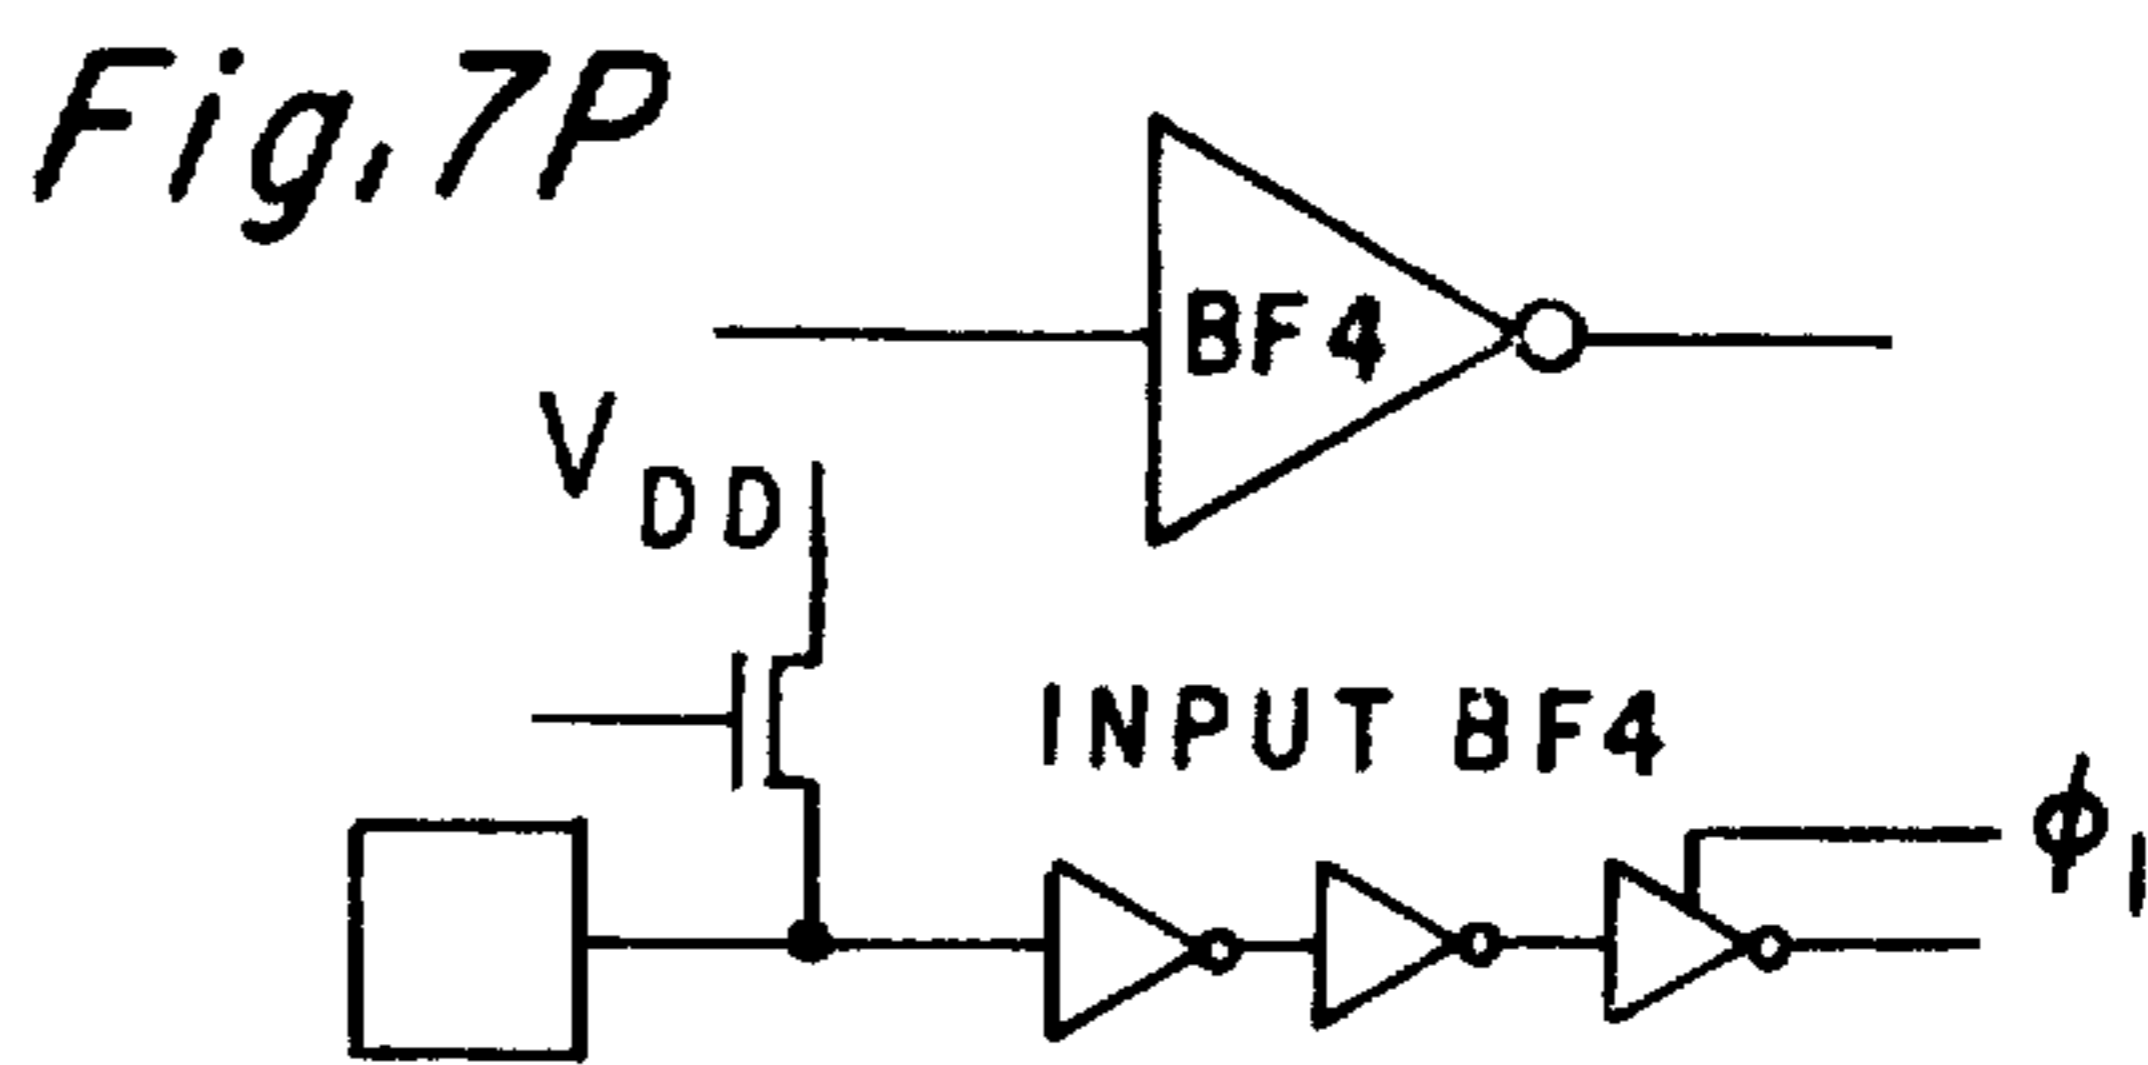 Fig. 7P
BF4
VDD
INPUT BF4
ϕ1